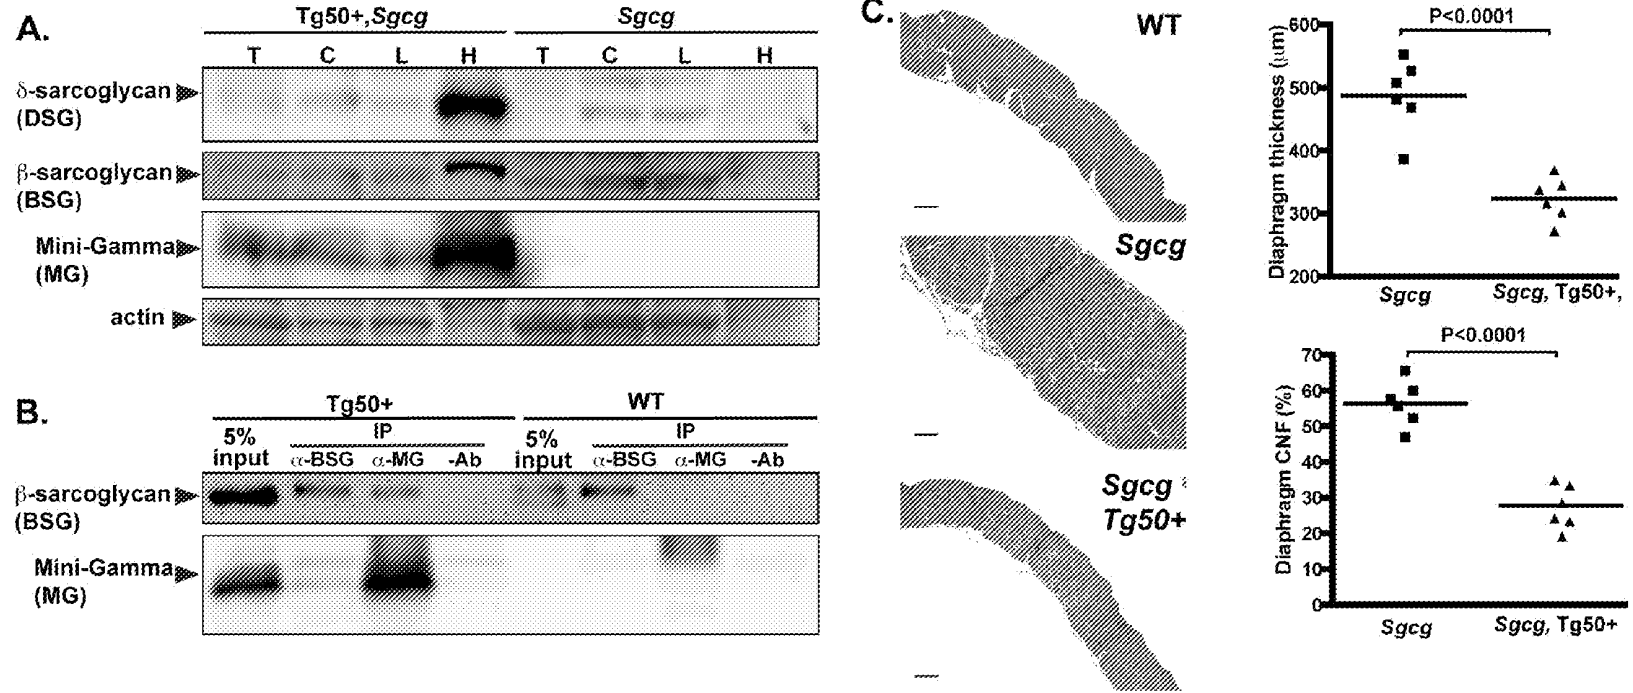 A.
Tg50+,Sgcg Sgcg
T C L H T C L H
δ-sarcoglycan
(DSG)
β-sarcoglycan
(BSG)
Mini-Gamma
(MG)
actin
B.
Tg50+ WT
5% input IP 5% input IP
α-BSG α-MG -Ab α-BSG α-MG -Ab
β-sarcoglycan
(BSG)
Mini-Gamma
(MG)
C.
WT
Sgcg
Sgcg
Tg50+
P<0.0001
Diaphragm thickness (μm)
600
500
400
300
200
Sgcg Sgcg, Tg50+,
P<0.0001
Diaphragm CNF (%)
70
60
50
40
30
20
10
0
Sgcg Sgcg, Tg50+